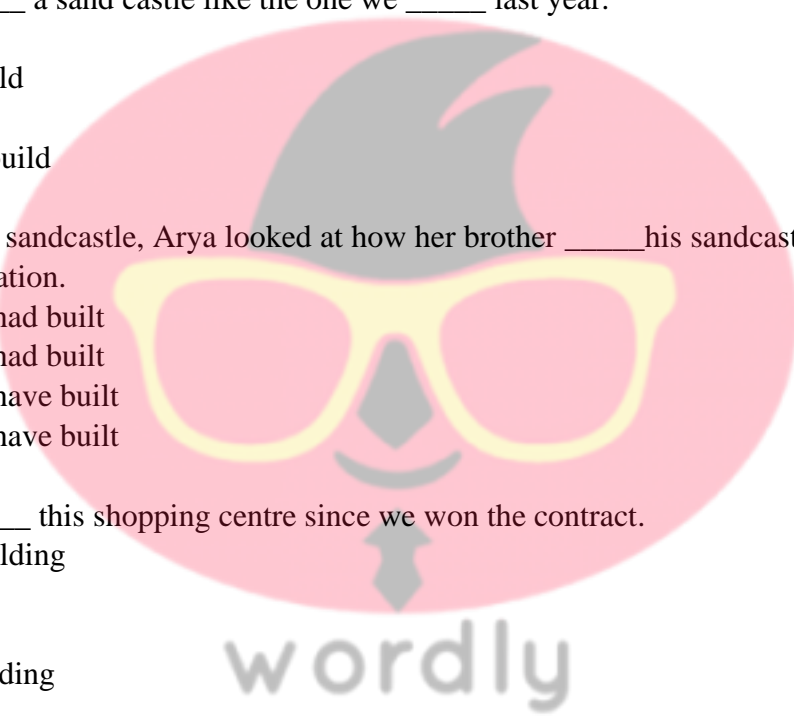 __ a sand castle like the one we _____ last year.
ld
uild
sandcastle, Arya looked at how her brother _____his sandcast
ation.
had built
had built
have built
have built
__ this shopping centre since we won the contract.
lding
ding
wordly